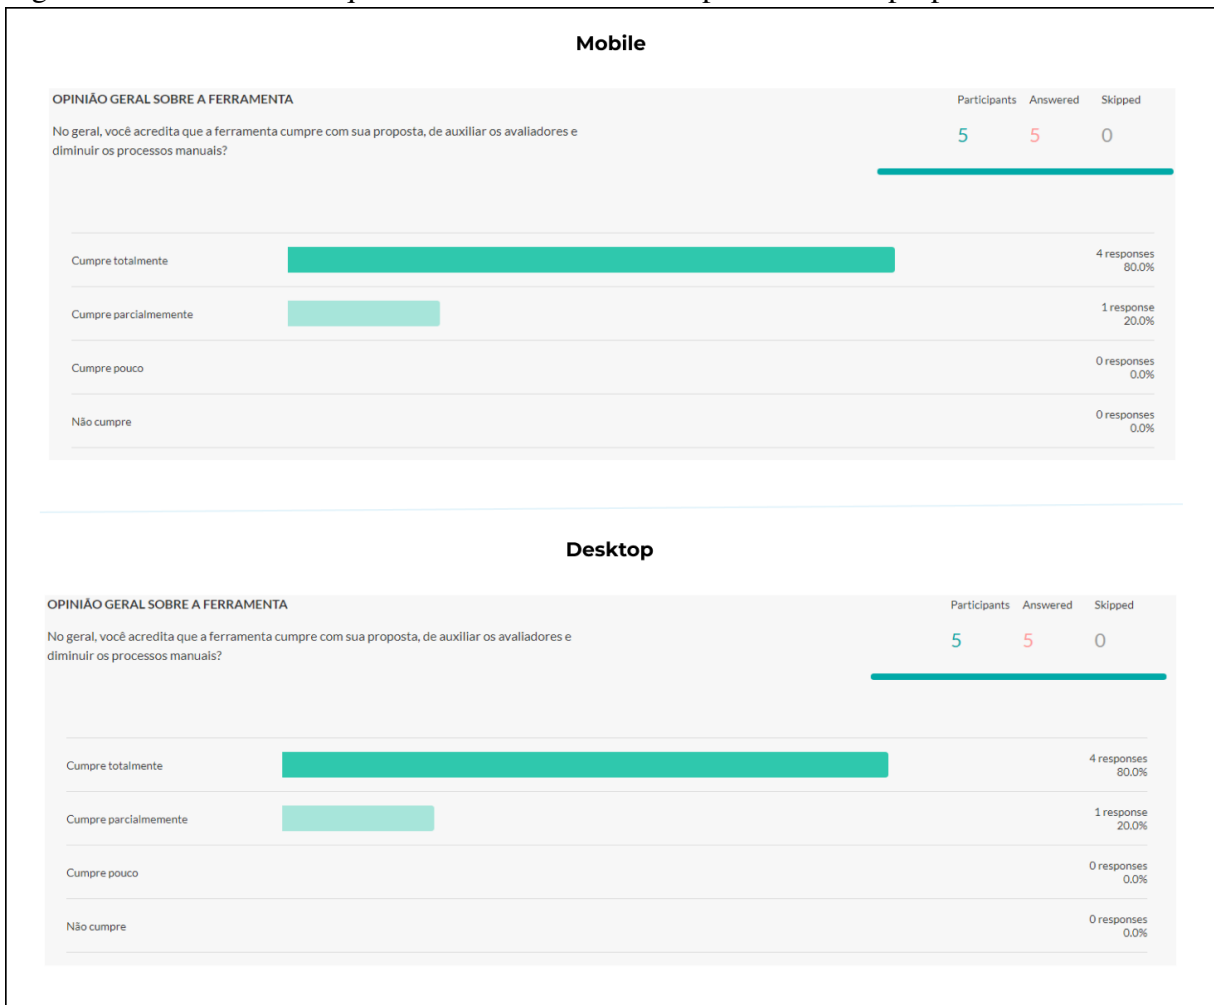 Mobile
OPINIÃO GERAL SOBRE A FERRAMENTA
Participants Answered Skipped
No geral, você acredita que a ferramenta cumpre com sua proposta, de auxiliar os avaliadores e
diminuir os processos manuais?
5 5 0
Cumpre totalmente
4 responses
80.0%
Cumpre parcialmemente
1 response
20.0%
Cumpre pouco
0 responses
0.0%
Não cumpre
0 responses
0.0%
Desktop
OPINIÃO GERAL SOBRE A FERRAMENTA
Participants Answered Skipped
No geral, você acredita que a ferramenta cumpre com sua proposta, de auxiliar os avaliadores e
diminuir os processos manuais?
5 5 0
Cumpre totalmente
4 responses
80.0%
Cumpre parcialmemente
1 response
20.0%
Cumpre pouco
0 responses
0.0%
Não cumpre
0 responses
0.0%